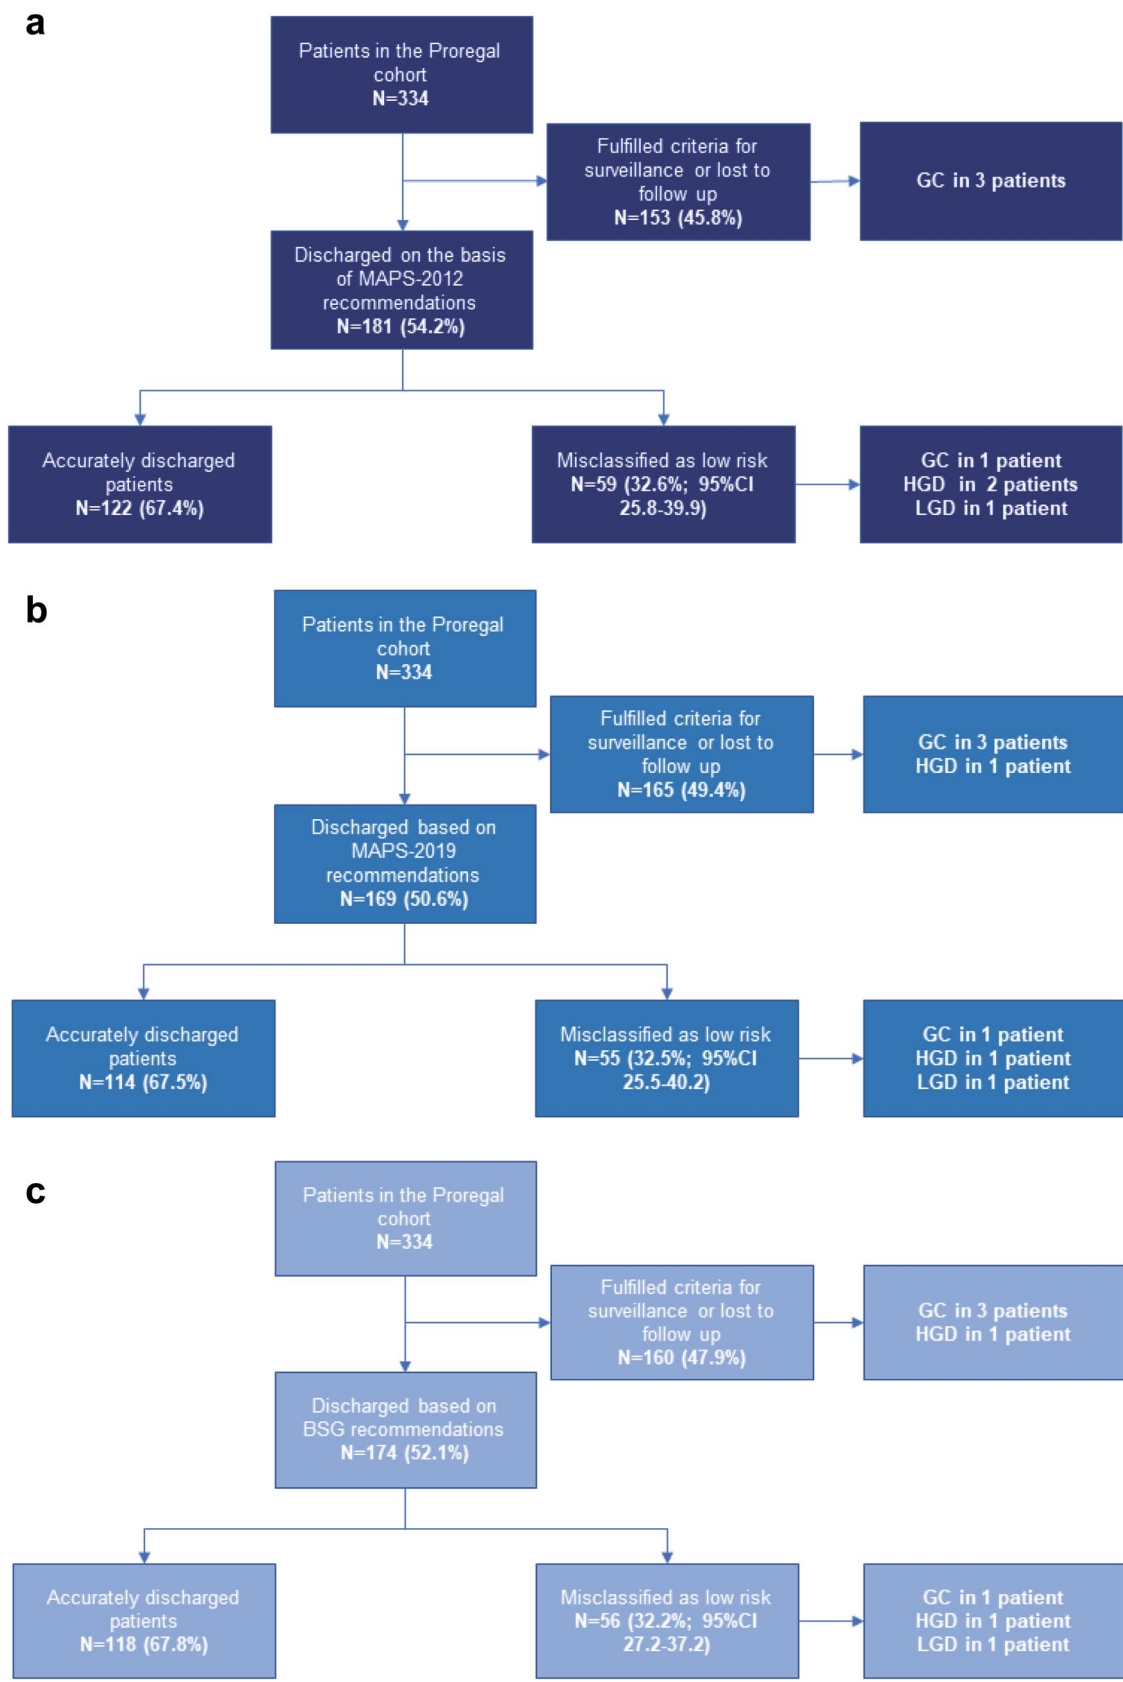 a
Patients in the Proregal
cohort
N=334
Fulfilled criteria for
surveillance or lost to
follow up
N=153 (45.8%)
GC in 3 patients
Discharged on the basis
of MAPS-2012
recommendations
N=181 (54.2%)
Accurately discharged
patients
N=122 (67.4%)
Misclassified as low risk
N=59 (32.6%; 95%CI
25.8-39.9)
GC in 1 patient
HGD in 2 patients
LGD in 1 patient
b
Patients in the Proregal
cohort
N=334
Fulfilled criteria for
surveillance or lost to
follow up
N=165 (49.4%)
GC in 3 patients
HGD in 1 patient
Discharged based on
MAPS-2019
recommendations
N=169 (50.6%)
Accurately discharged
patients
N=114 (67.5%)
Misclassified as low risk
N=55 (32.5%; 95%CI
25.5-40.2)
GC in 1 patient
HGD in 1 patient
LGD in 1 patient
c
Patients in the Proregal
cohort
N=334
Fulfilled criteria for
surveillance or lost to
follow up
N=160 (47.9%)
GC in 3 patients
HGD in 1 patient
Discharged based on
BSG recommendations
N=174 (52.1%)
Accurately discharged
patients
N=118 (67.8%)
Misclassified as low risk
N=56 (32.2%; 95%CI
27.2-37.2)
GC in 1 patient
HGD in 1 patient
LGD in 1 patient